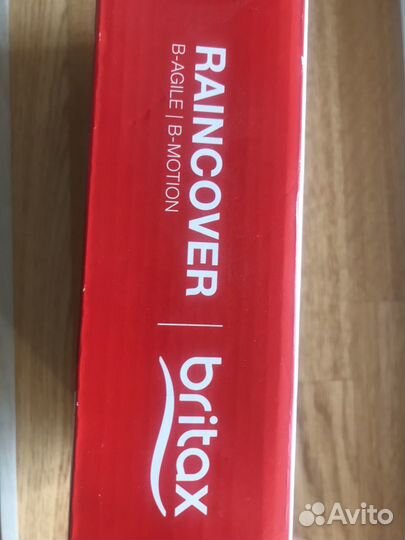 RAINCOVER
B-AGILE | B-MOTION
britax
Avito